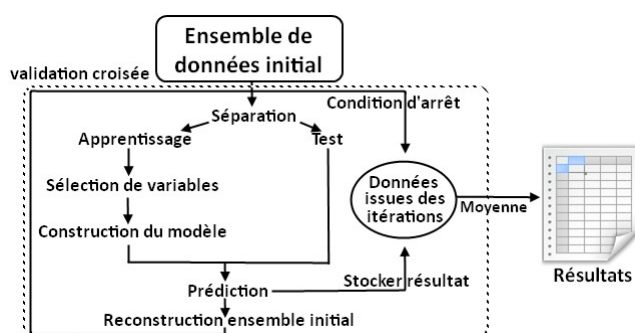 Ensemble de
données initial
validation croisée
Séparation
Condition d'arrêt
Apprentissage
Test
Sélection de variables
Données
issues des
itérations
Moyenne
Construction du modèle
Résultats
Stocker résultat
Prédiction
Reconstruction ensemble initial